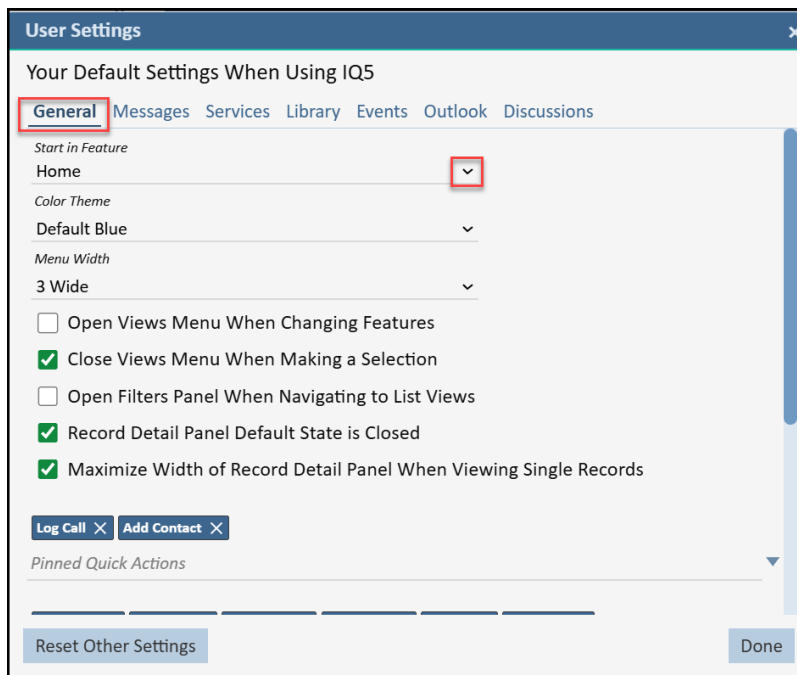 User Settings
Your Default Settings When Using IQ5
General Messages Services Library Events Outlook Discussions
Start in Feature
Home
Color Theme
Default Blue
Menu Width
3 Wide
Open Views Menu When Changing Features
Close Views Menu When Making a Selection
Open Filters Panel When Navigating to List Views
Record Detail Panel Default State is Closed
Maximize Width of Record Detail Panel When Viewing Single Records
Log Call Add Contact
Pinned Quick Actions
Reset Other Settings Done